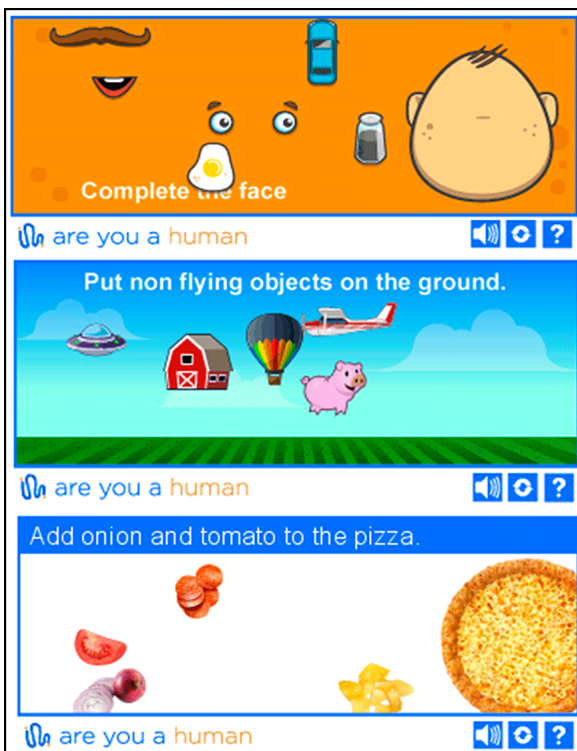 Complete the face
are you a human
?
Put non flying objects on the ground.
are you a human
?
Add onion and tomato to the pizza.
are you a human
?